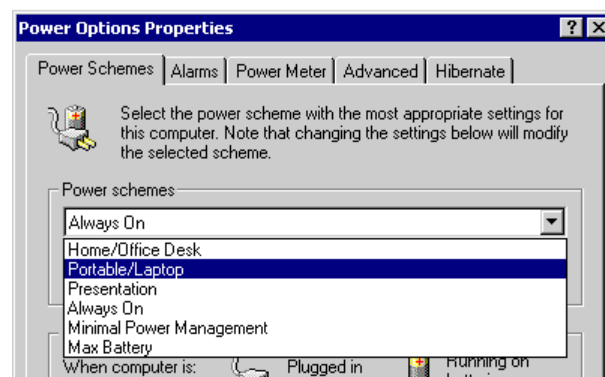 Power Options Properties
Power Schemes Alarms Power Meter Advanced Hibernate
Select the power scheme with the most appropriate settings for
this computer. Note that changing the settings below will modify
the selected scheme.
Power schemes
Always On
Home/Office Desk
Portable/Laptop
Presentation
Always On
Minimal Power Management
Max Battery
When computer is: Plugged in Running on